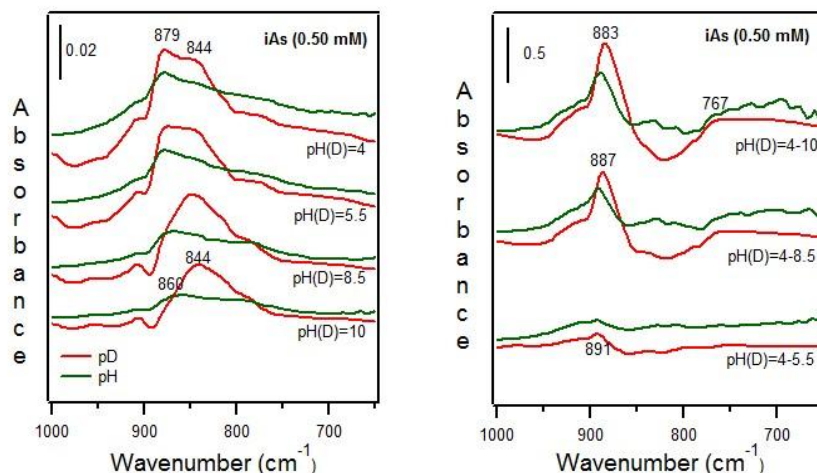 0.02
879
844
iAs (0.50 mM)
Absorbance
pH(D)=4
pH(D)=5.5
pH(D)=8.5
844
860
pH(D)=10
pD
pH
1000
900
800
700
Wavenumber (cm-1)
0.5
883
iAs (0.50 mM)
Absorbance
767
pH(D)=4-10
887
pH(D)=4-8.5
891
pH(D)=4-5.5
1000
900
800
700
Wavenumber (cm-1)